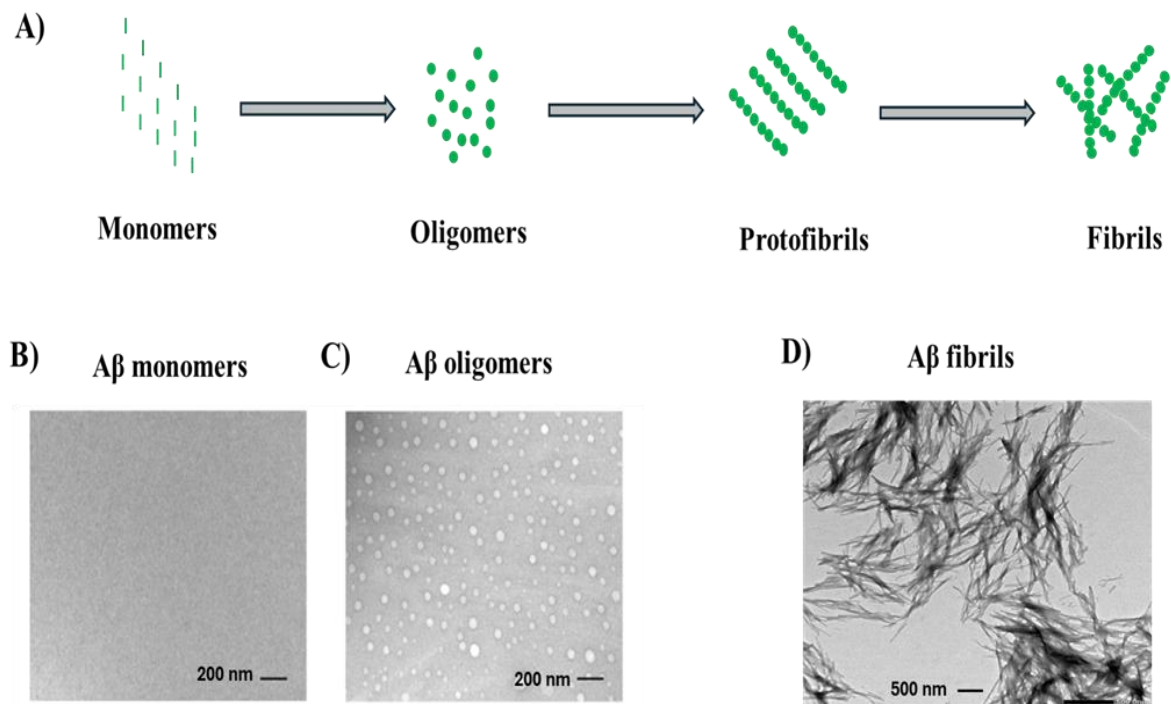 A)
Monomers
Oligomers
Protofibrils
Fibrils
B)
Aβ monomers
C)
Aβ oligomers
D)
Aβ fibrils
200 nm
200 nm
500 nm